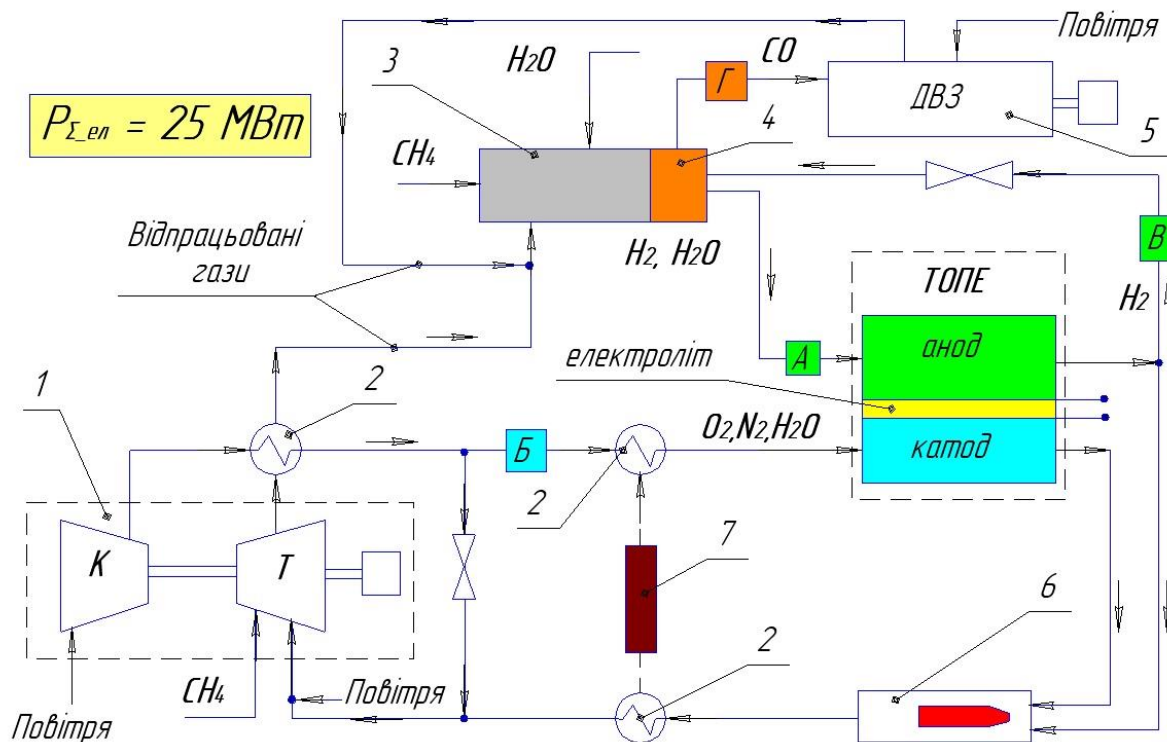 Повітря
CO
H₂O
3
Г
ДВЗ
4
5
PΣ_ел = 25 МВт
CH₄
В
Відпрацьовані
гази
H₂, H₂O
ТОПЕ
H₂
анод
А
електроліт
1
2
O₂,N₂,H₂O
катод
Б
2
7
К
Т
6
2
CH₄
Повітря
Повітря